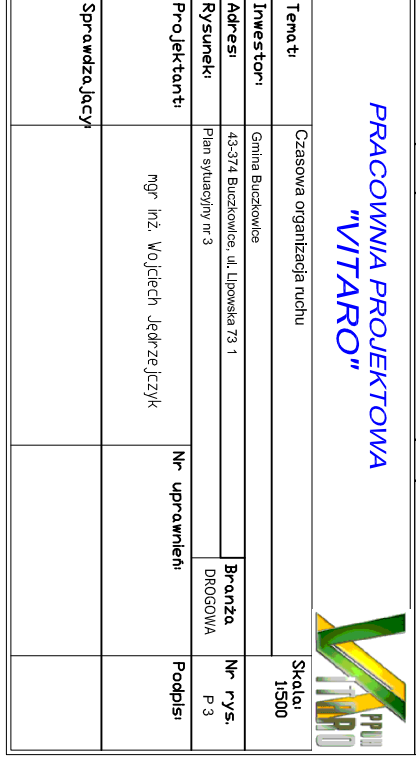 PRACOWNIA PROJEKTOWA
"VITARO"
PPUH
VITARO
Temat: Czasowa organizacja ruchu
Skala:
1:500
Inwestor: Gmina Buczkowice
Adres: 43-374 Buczkowice, ul. Lipowska 73 1
Rysunek: Plan sytuacyjny nr 3
Branża
DROGOWA
Nr rys.
P 3
Projektant: mgr inż. Wojciech Jędrzejczyk
Nr uprawnień:
Podpis:
Sprawdzający: